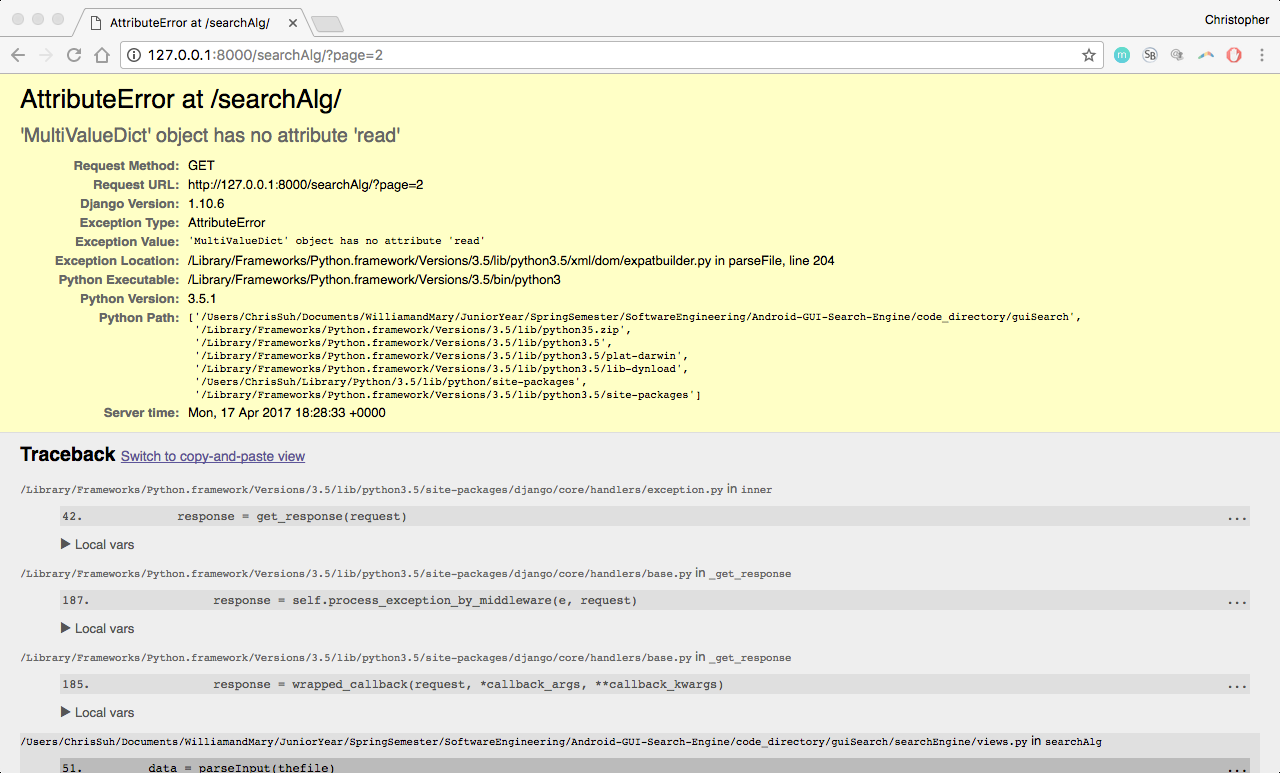 AttributeError at /searchAlg/
Christopher
127.0.0.1:8000/searchAlg/?page=2
AttributeError at /searchAlg/
'MultiValueDict' object has no attribute 'read'
Request Method: GET
Request URL: http://127.0.0.1:8000/searchAlg/?page=2
Django Version: 1.10.6
Exception Type: AttributeError
Exception Value: 'MultiValueDict' object has no attribute 'read'
Exception Location: /Library/Frameworks/Python.framework/Versions/3.5/lib/python3.5/xml/dom/expatbuilder.py in parseFile, line 204
Python Executable: /Library/Frameworks/Python.framework/Versions/3.5/bin/python3
Python Version: 3.5.1
Python Path: ['/Users/ChrisSuh/Documents/WilliamandMary/JuniorYear/SpringSemester/SoftwareEngineering/Android-GUI-Search-Engine/code_directory/guiSearch',
'/Library/Frameworks/Python.framework/Versions/3.5/lib/python35.zip',
'/Library/Frameworks/Python.framework/Versions/3.5/lib/python3.5',
'/Library/Frameworks/Python.framework/Versions/3.5/lib/python3.5/plat-darwin',
'/Library/Frameworks/Python.framework/Versions/3.5/lib/python3.5/lib-dynload',
'/Users/ChrisSuh/Library/Python/3.5/lib/python/site-packages',
'/Library/Frameworks/Python.framework/Versions/3.5/lib/python3.5/site-packages']
Server time: Mon, 17 Apr 2017 18:28:33 +0000
Traceback Switch to copy-and-paste view
/Library/Frameworks/Python.framework/Versions/3.5/lib/python3.5/site-packages/django/core/handlers/exception.py in inner
42. response = get_response(request) ...
▶ Local vars
/Library/Frameworks/Python.framework/Versions/3.5/lib/python3.5/site-packages/django/core/handlers/base.py in _get_response
187. response = self.process_exception_by_middleware(e, request) ...
▶ Local vars
/Library/Frameworks/Python.framework/Versions/3.5/lib/python3.5/site-packages/django/core/handlers/base.py in _get_response
185. response = wrapped_callback(request, *callback_args, **callback_kwargs) ...
▶ Local vars
/Users/ChrisSuh/Documents/WilliamandMary/JuniorYear/SpringSemester/SoftwareEngineering/Android-GUI-Search-Engine/code_directory/guiSearch/searchEngine/views.py in searchAlg
51. data = parseInput(thefile) ...